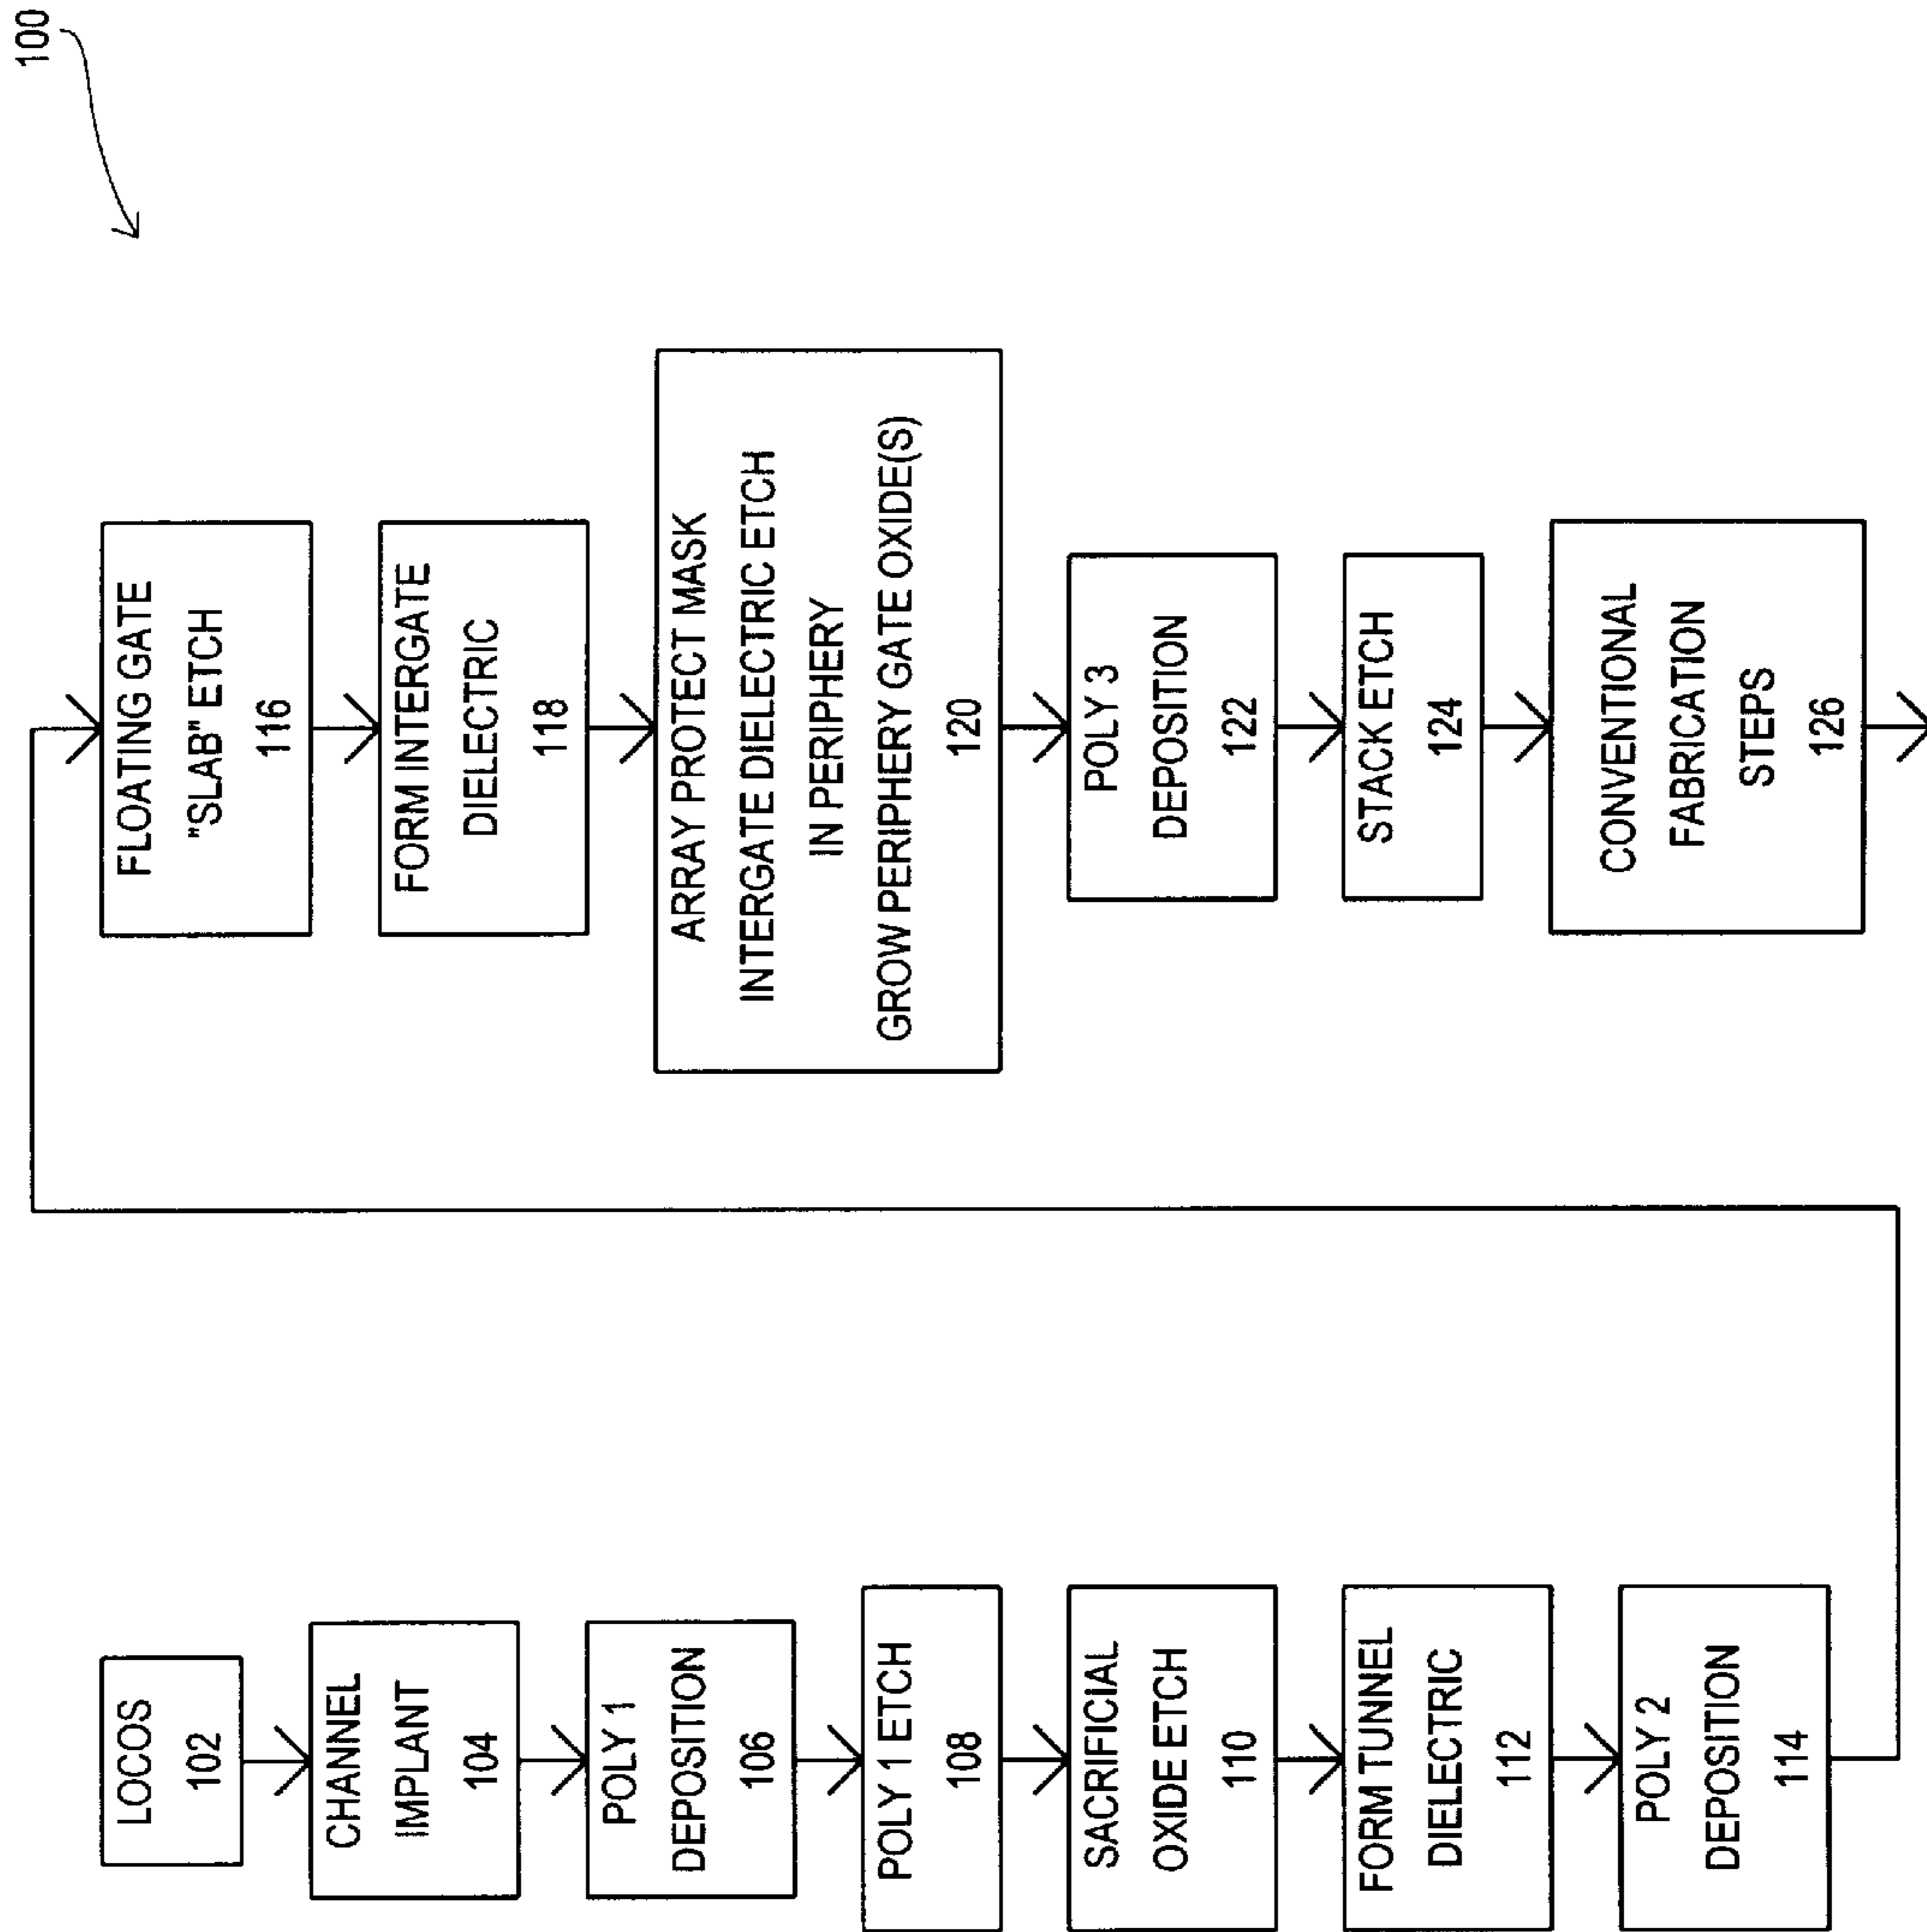 100
LOCOS
102
CHANNEL
IMPLANT
104
POLY 1
DEPOSITION
106
POLY 1 ETCH
108
SACRIFICIAL
OXIDE ETCH
110
FORM TUNNEL
DIELECTRIC
112
POLY 2
DEPOSITION
114
FLOATING GATE
"SLAB" ETCH
116
FORM INTERGATE
DIELECTRIC
118
ARRAY PROTECT MASK
INTERGATE DIELECTRIC ETCH
IN PERIPHERY
GROW PERIPHERY GATE OXIDE(S)
120
POLY 3
DEPOSITION
122
STACK ETCH
124
CONVENTIONAL
FABRICATION
STEPS
126